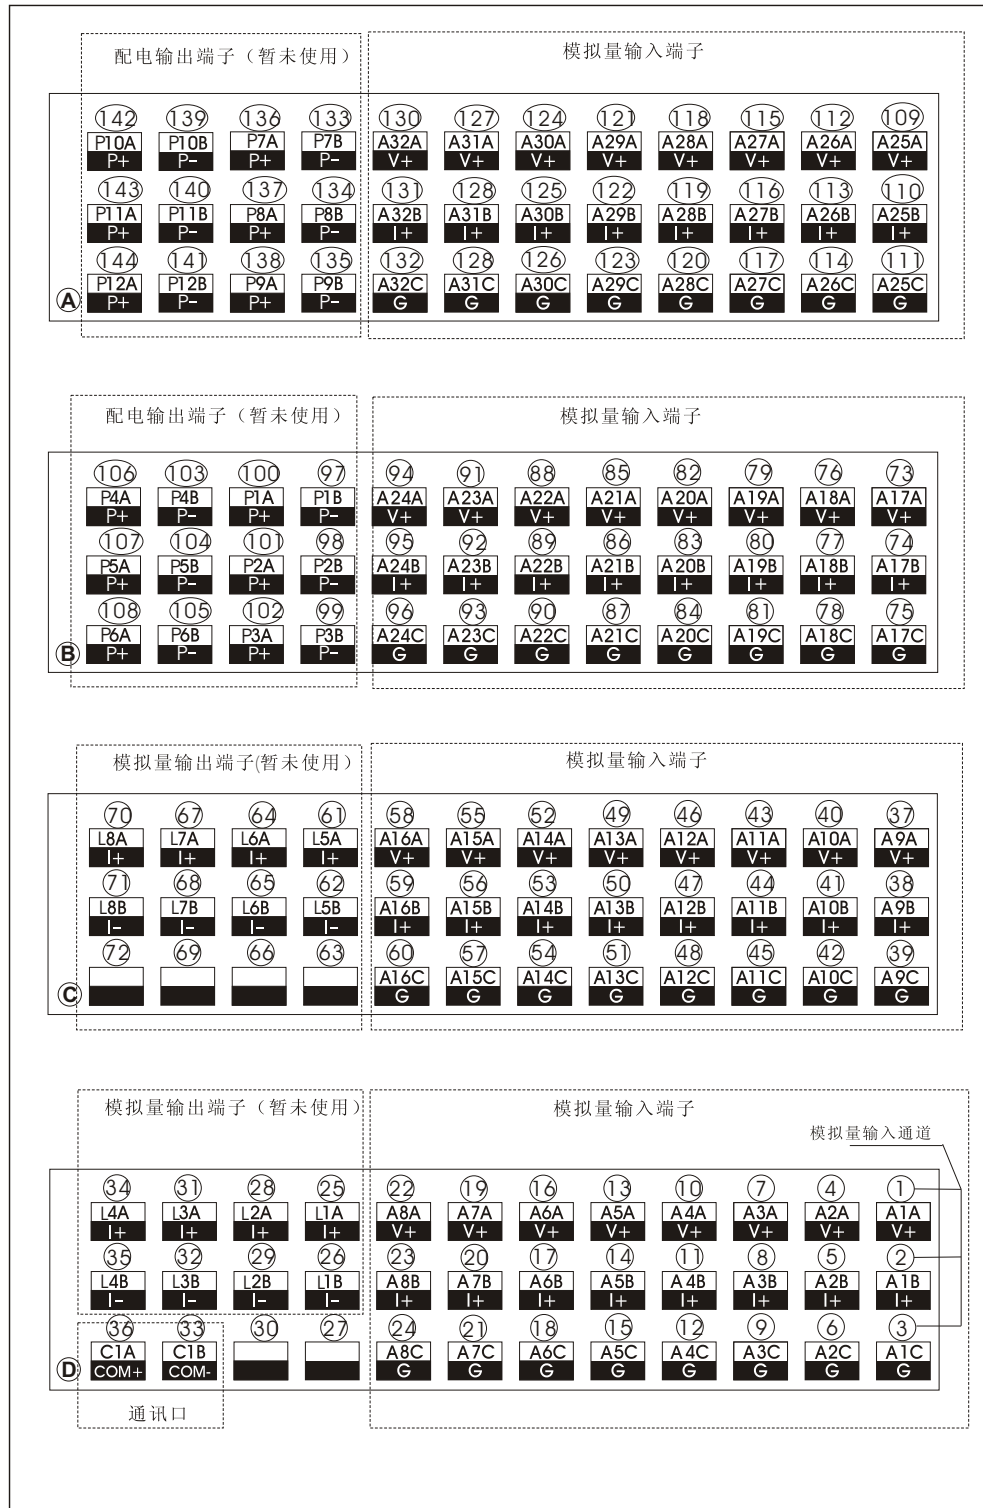 配电输出端子（暂未使用） 模拟量输入端子
142 139 136 133 130 127 124 121 118 115 112 109
P10A P10B P7A P7B A32A A31A A30A A29A A28A A27A A26A A25A
P+ P- P+ P- V+ V+ V+ V+ V+ V+ V+ V+
143 140 137 134 131 128 125 122 119 116 113 110
P11A P11B P8A P8B A32B A31B A30B A29B A28B A27B A26B A25B
P+ P- P+ P- I+ I+ I+ I+ I+ I+ I+ I+
144 141 138 135 132 128 126 123 120 117 114 111
P12A P12B P9A P9B A32C A31C A30C A29C A28C A27C A26C A25C
A P+ P- P+ P- G G G G G G G G
配电输出端子（暂未使用） 模拟量输入端子
106 103 100 97 94 91 88 85 82 79 76 73
P4A P4B P1A P1B A24A A23A A22A A21A A20A A19A A18A A17A
P+ P- P+ P- V+ V+ V+ V+ V+ V+ V+ V+
107 104 101 98 95 92 89 86 83 80 77 74
P5A P5B P2A P2B A24B A23B A22B A21B A20B A19B A18B A17B
P+ P- P+ P- I+ I+ I+ I+ I+ I+ I+ I+
108 105 102 99 96 93 90 87 84 81 78 75
P6A P6B P3A P3B A24C A23C A22C A21C A20C A19C A18C A17C
B P+ P- P+ P- G G G G G G G G
模拟量输出端子(暂未使用） 模拟量输入端子
70 67 64 61 58 55 52 49 46 43 40 37
L8A L7A L6A L5A A16A A15A A14A A13A A12A A11A A10A A9A
I+ I+ I+ I+ V+ V+ V+ V+ V+ V+ V+ V+
71 68 65 62 59 56 53 50 47 44 41 38
L8B L7B L6B L5B A16B A15B A14B A13B A12B A11B A10B A9B
I- I- I- I- I+ I+ I+ I+ I+ I+ I+ I+
72 69 66 63 60 57 54 51 48 45 42 39
A16C A15C A14C A13C A12C A11C A10C A9C
C G G G G G G G G
模拟量输出端子（暂未使用） 模拟量输入端子
模拟量输入通道
34 31 28 25 22 19 16 13 10 7 4 1
L4A L3A L2A L1A A8A A7A A6A A5A A4A A3A A2A A1A
I+ I+ I+ I+ V+ V+ V+ V+ V+ V+ V+ V+
35 32 29 26 23 20 17 14 11 8 5 2
L4B L3B L2B L1B A8B A7B A6B A5B A4B A3B A2B A1B
I- I- I- I- I+ I+ I+ I+ I+ I+ I+ I+
36 33 30 27 24 21 18 15 12 9 6 3
C1A C1B A8C A7C A6C A5C A4C A3C A2C A1C
D COM+ COM- G G G G G G G G
通讯口